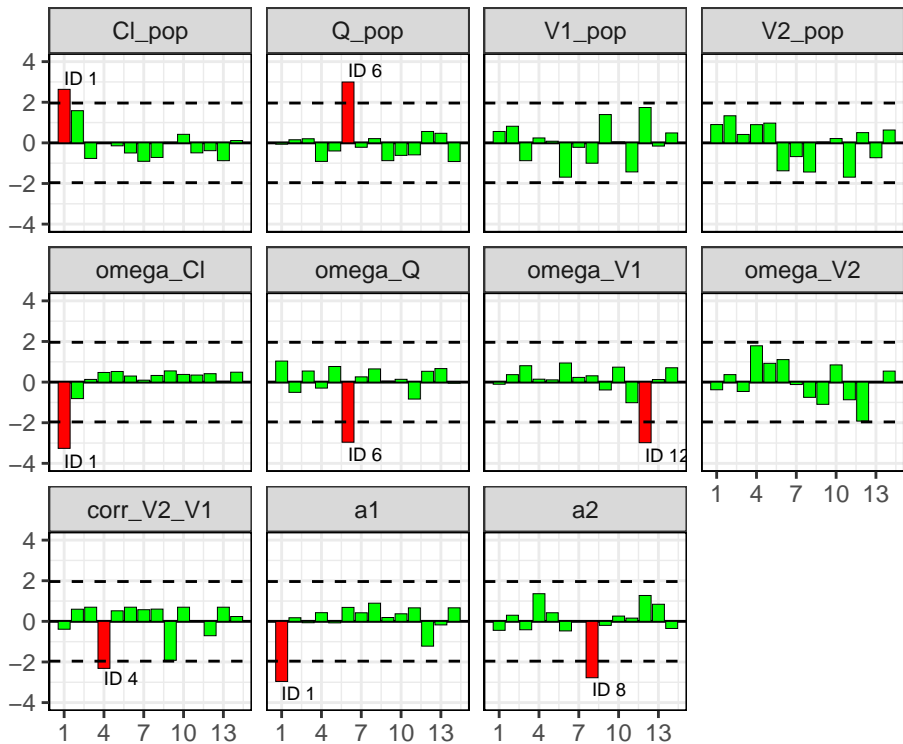 Cl_pop Q_pop V1_pop V2_pop
4
ID 1 ID 6
2
0
−2
−4
omega_Cl omega_Q omega_V1 omega_V2
4
2
0
−2
−4
ID 1 ID 6 ID 12
1 4 7 10 13
corr_V2_V1 a1 a2
4
2
0
−2
ID 4 ID 1 ID 8
−4
1 4 7 10 13 1 4 7 10 13 1 4 7 10 13